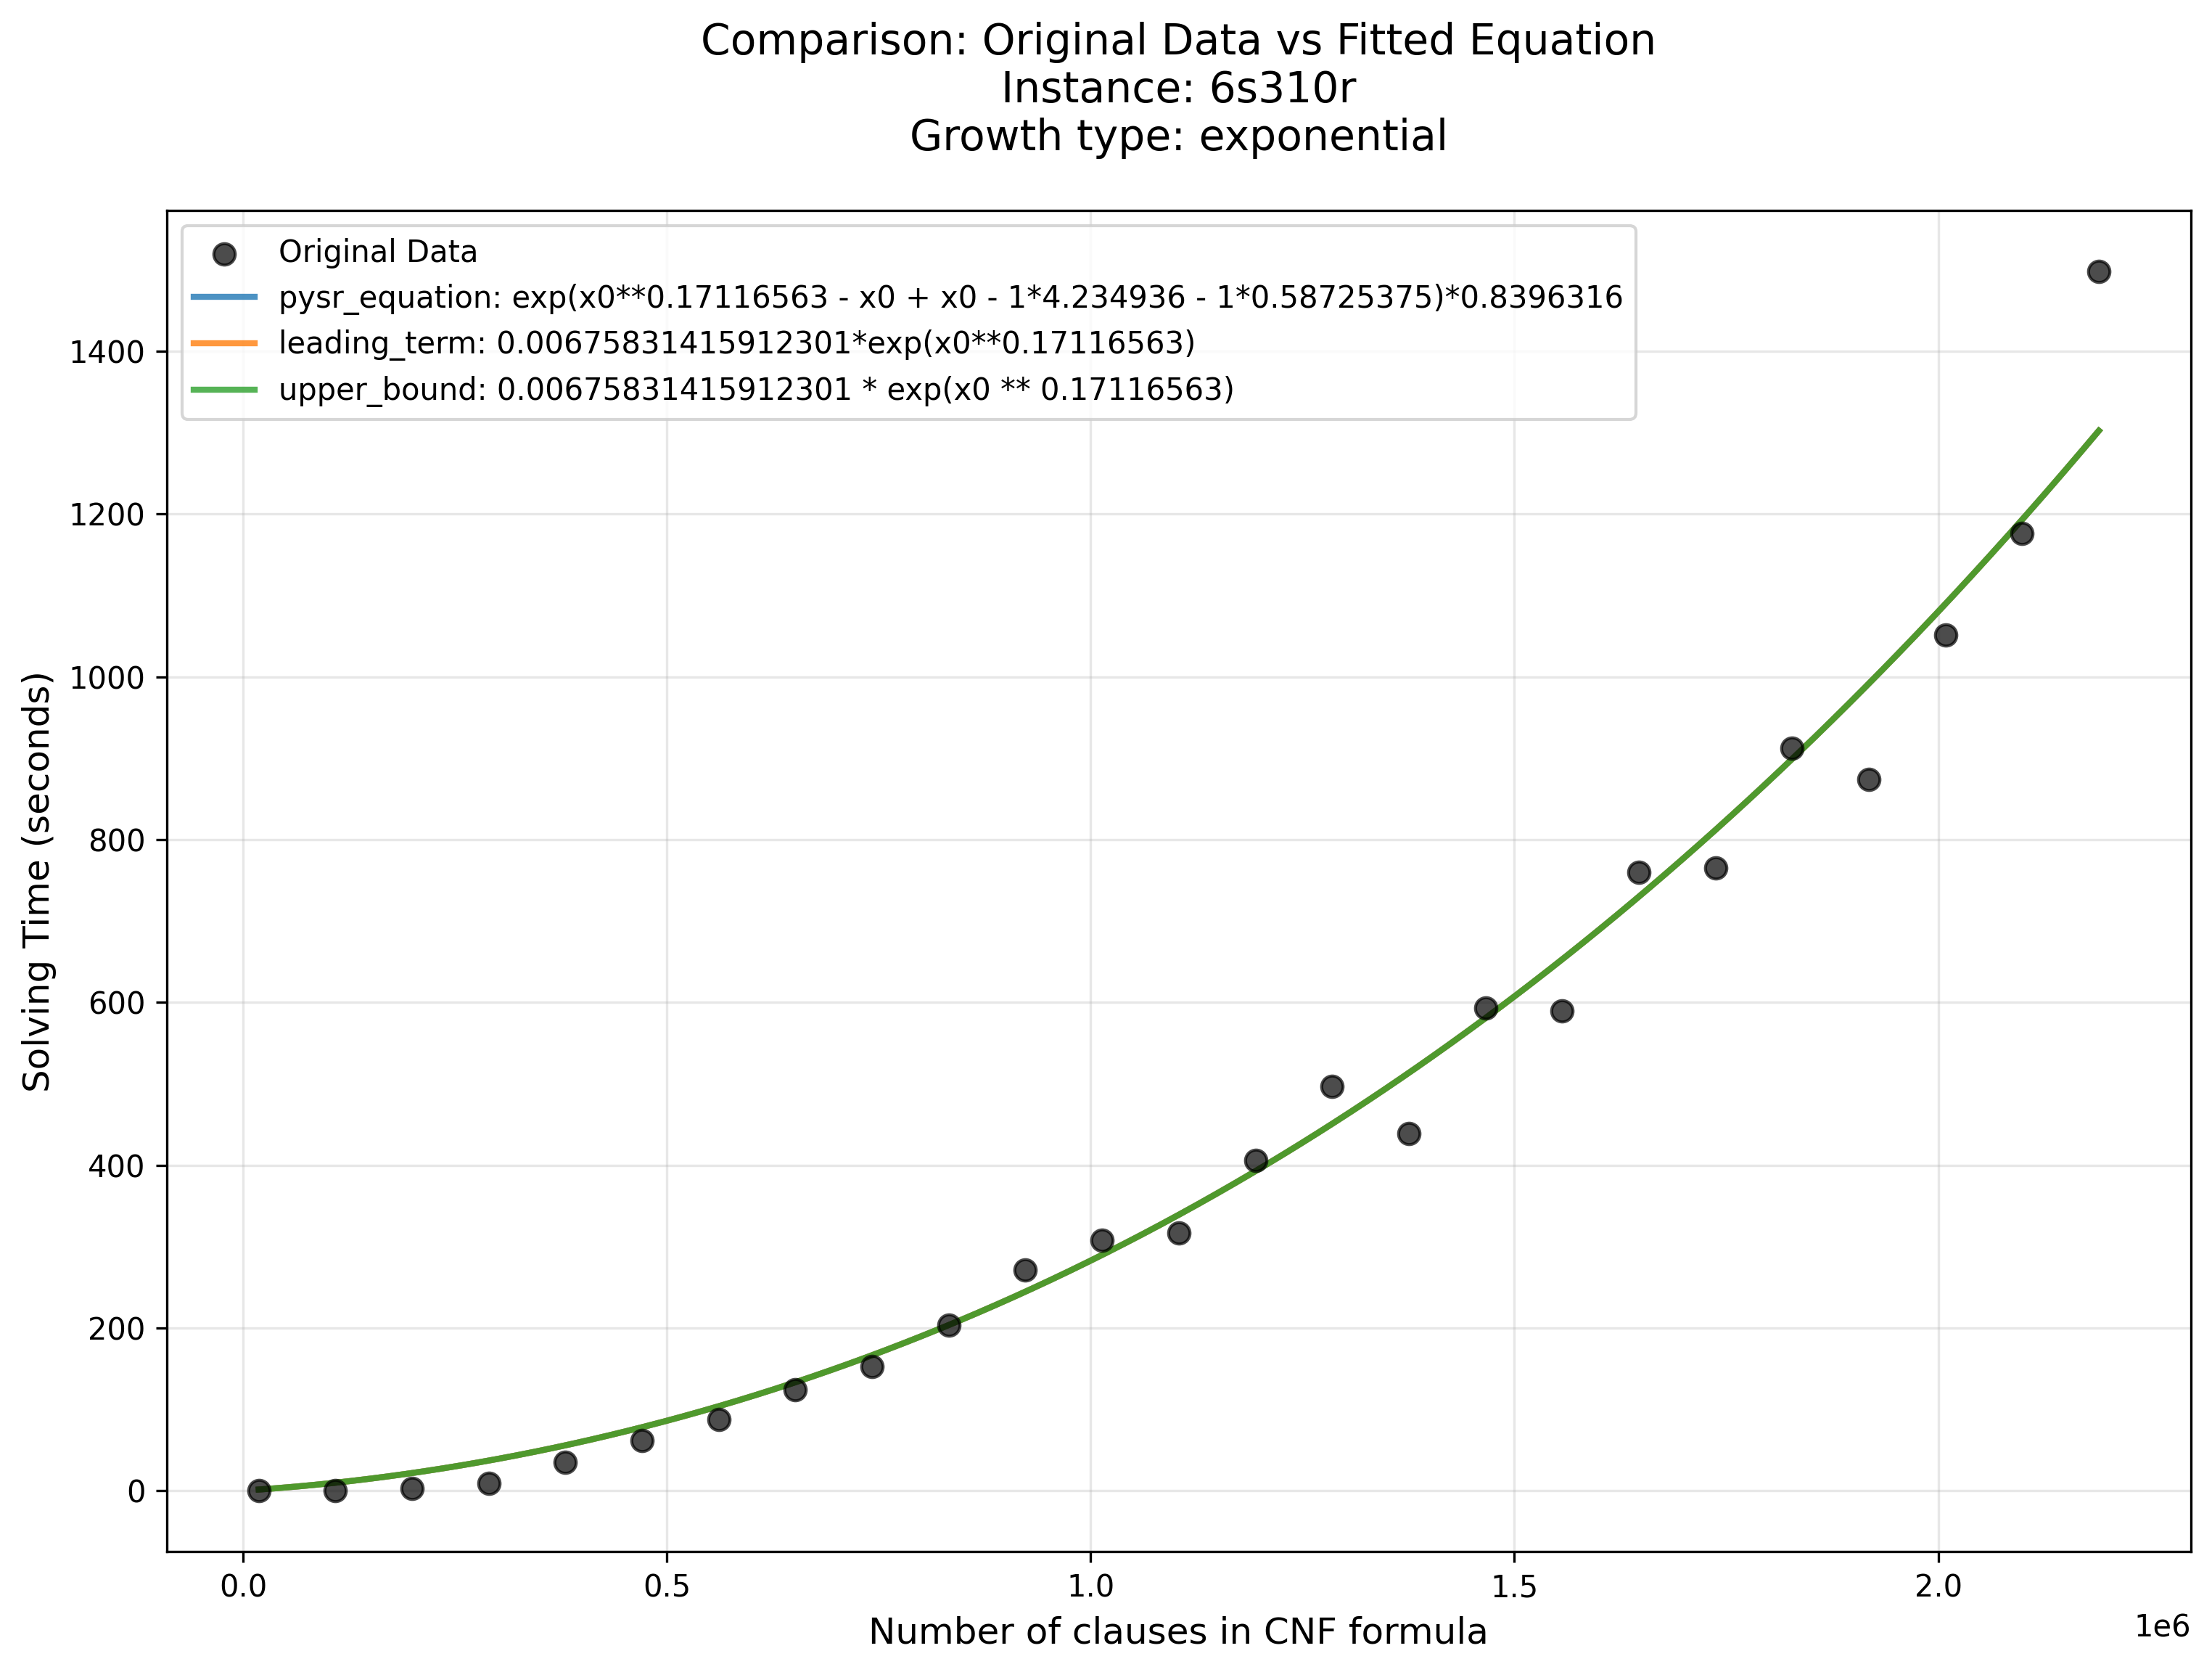 Comparison: Original Data vs Fitted Equation
Instance: 6s310r
Growth type: exponential
Original Data
pysr_equation: exp(x0**0.17116563 - x0 + x0 - 1*4.234936 - 1*0.58725375)*0.8396316
leading_term: 0.00675831415912301*exp(x0**0.17116563)
upper_bound: 0.00675831415912301 * exp(x0 ** 0.17116563)
Solving Time (seconds)
1400
1200
1000
800
600
400
200
0
0.0 0.5 1.0 1.5 2.0
1e6
Number of clauses in CNF formula